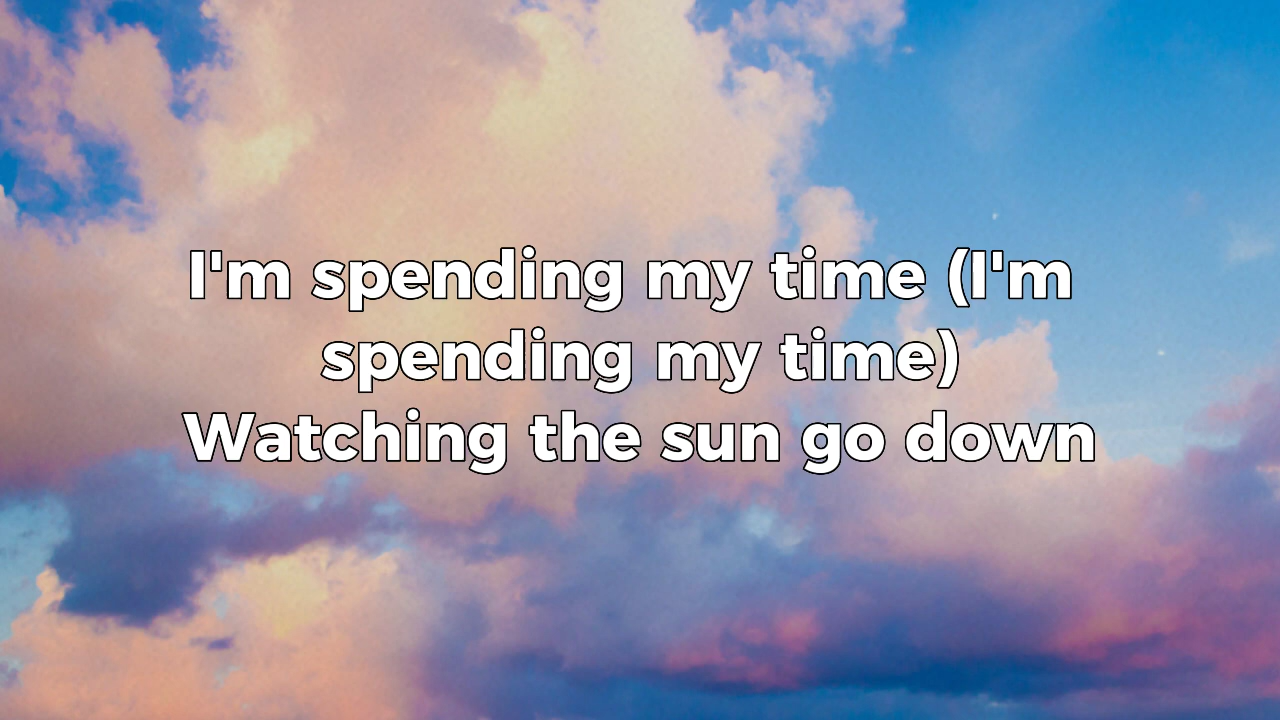 I'm spending my time (I'm
spending my time)
Watching the sun go down